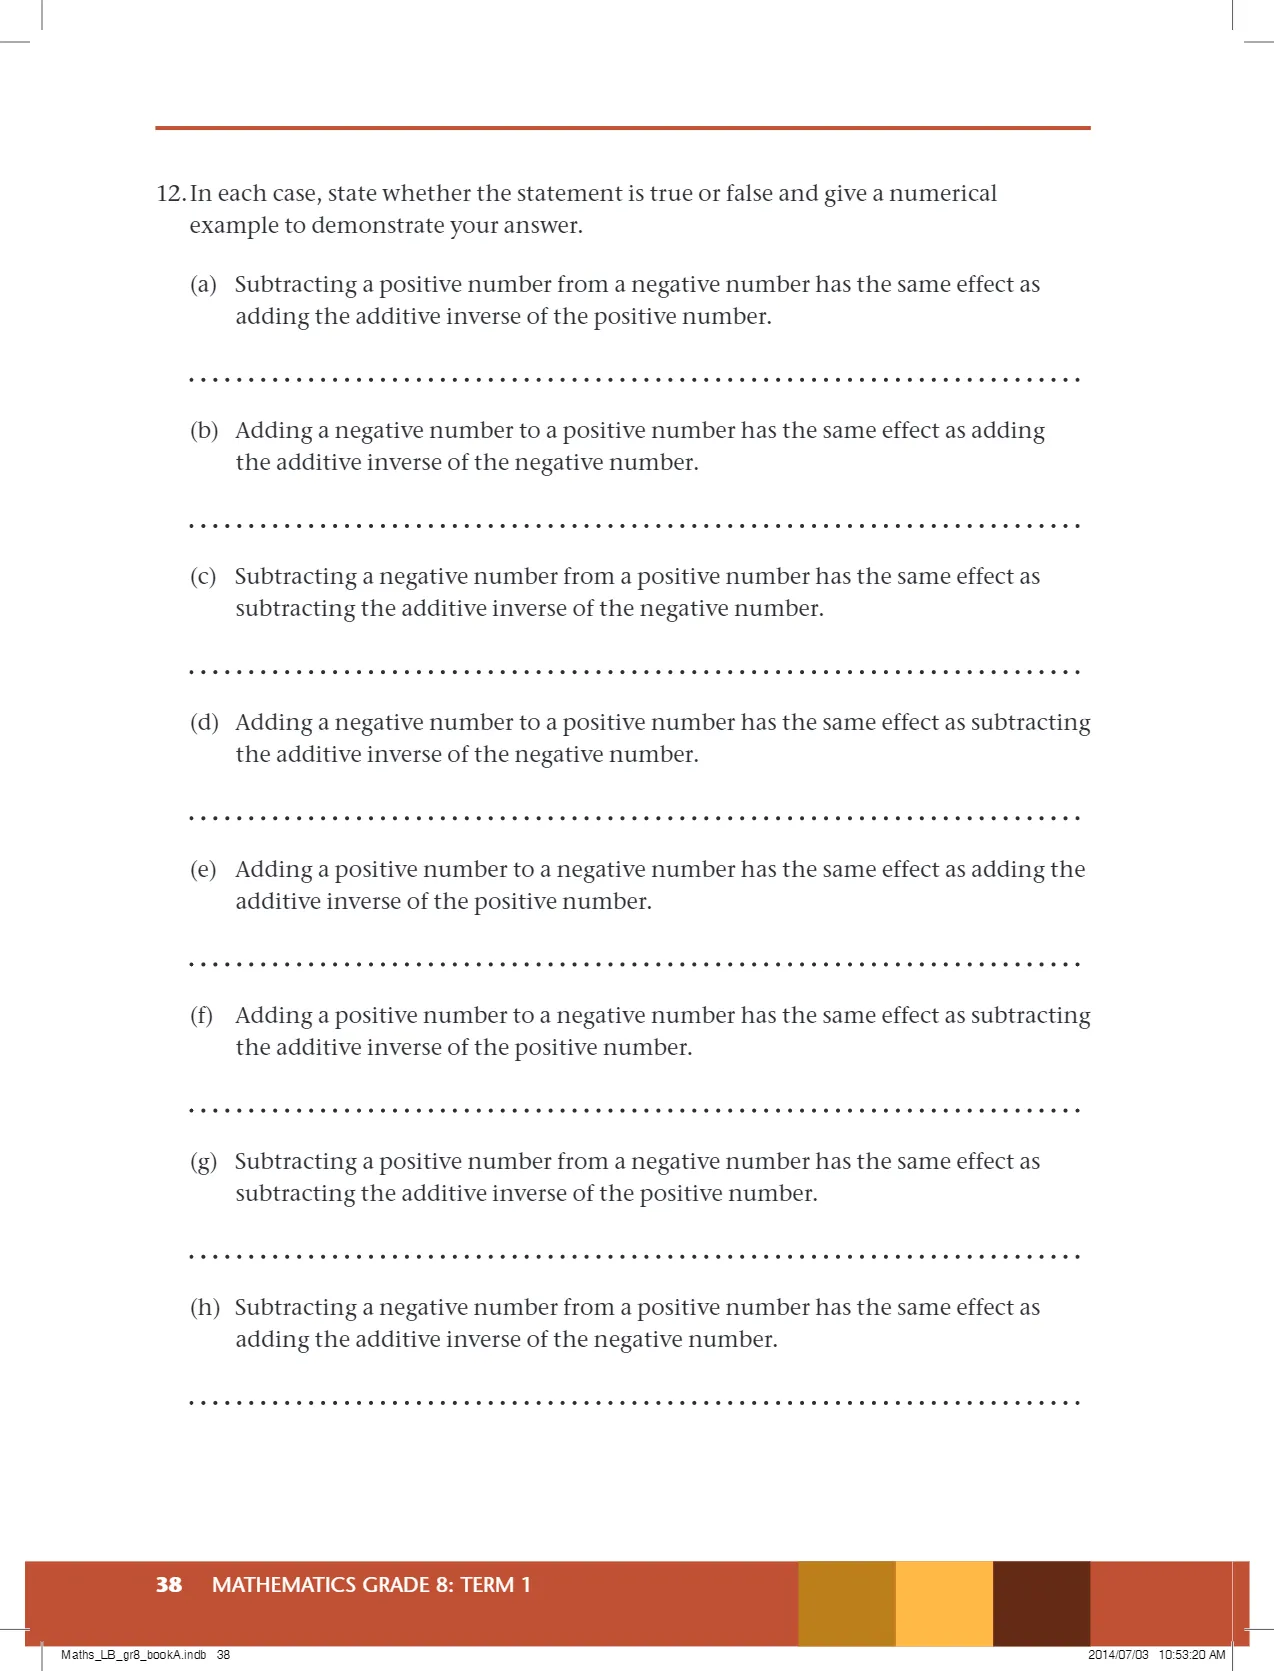 12. In each case, state whether the statement is true or false and give a numerical
example to demonstrate your answer.
(a) Subtracting a positive number from a negative number has the same effect as
adding the additive inverse of the positive number.
(b) Adding a negative number to a positive number has the same effect as adding
the additive inverse of the negative number.
(c) Subtracting a negative number from a positive number has the same effect as
subtracting the additive inverse of the negative number.
(d) Adding a negative number to a positive number has the same effect as subtracting
the additive inverse of the negative number.
(e) Adding a positive number to a negative number has the same effect as adding the
additive inverse of the positive number.
(f) Adding a positive number to a negative number has the same effect as subtracting
the additive inverse of the positive number.
(g) Subtracting a positive number from a negative number has the same effect as
subtracting the additive inverse of the positive number.
(h) Subtracting a negative number from a positive number has the same effect as
adding the additive inverse of the negative number.
38 MATHEMATICS GRADE 8: TERM 1
Maths_LB_gr8_bookA.indb 38 2014/07/03 10:53:20 AM